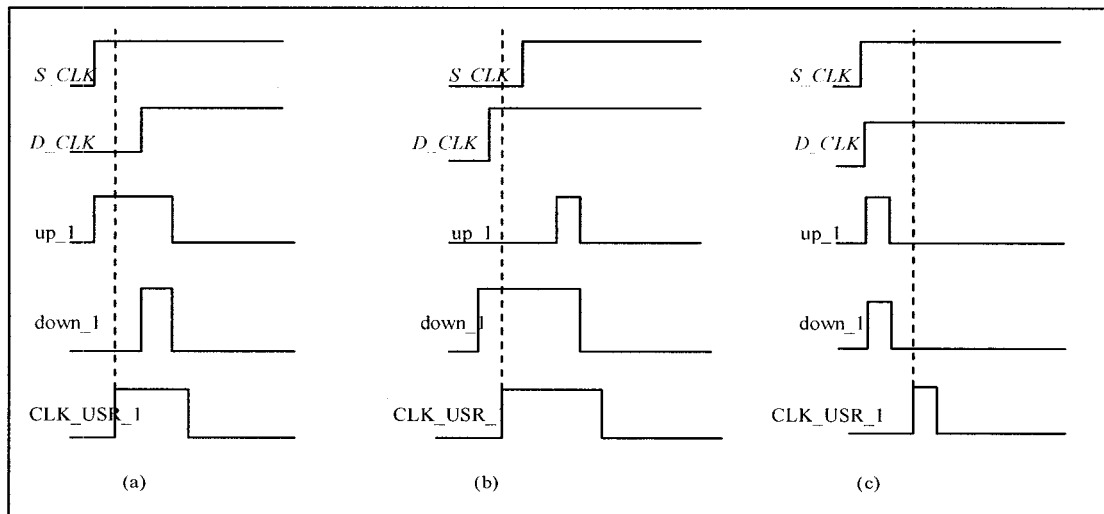 S_CLK
D_CLK
up_1
down_1
CLK_USR_1
(a)
S_CLK
D_CLK
up_1
down_1
CLK_USR_
(b)
S_CLK
D_CLK
up_1
down_1
CLK_USR_1
(c)